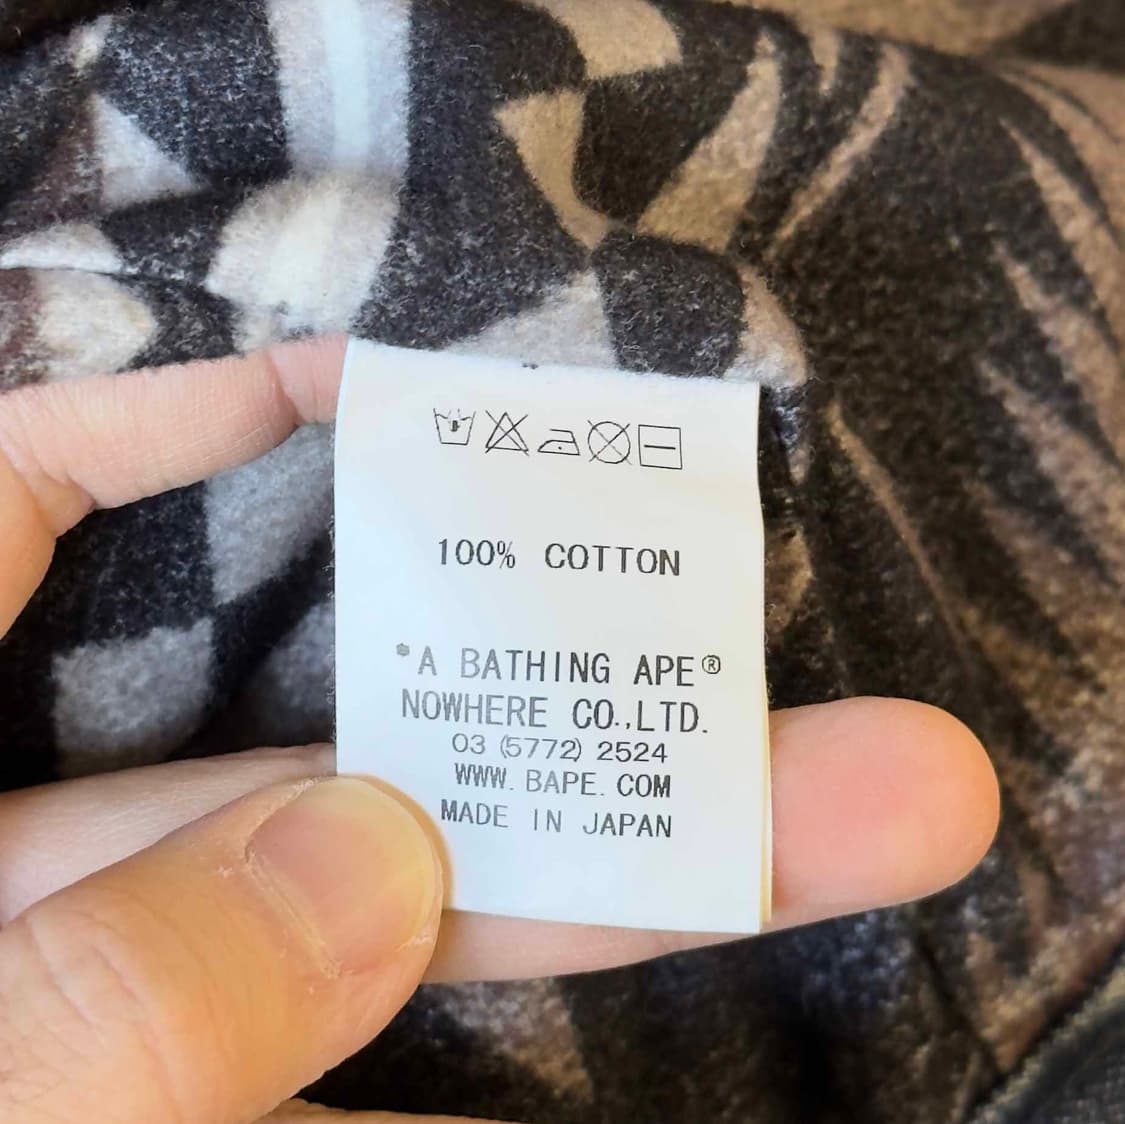 100% COTTON
*A BATHING APE®
NOWHERE CO.,LTD.
03 (5772) 2524
WWW. BAPE. COM
MADE IN JAPAN